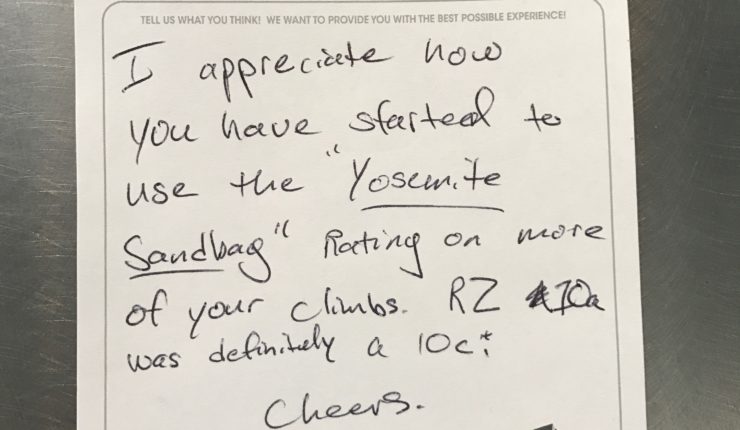 TELL US WHAT YOU THINK! WE WANT TO PROVIDE YOU WITH THE BEST POSSIBLE EXPERIENCE!
I appreciate how
you have started to
use the "Yosemite
Sandbag" Rating on more
of your climbs. RZ 10a
was definitely a 10c!
Cheers.